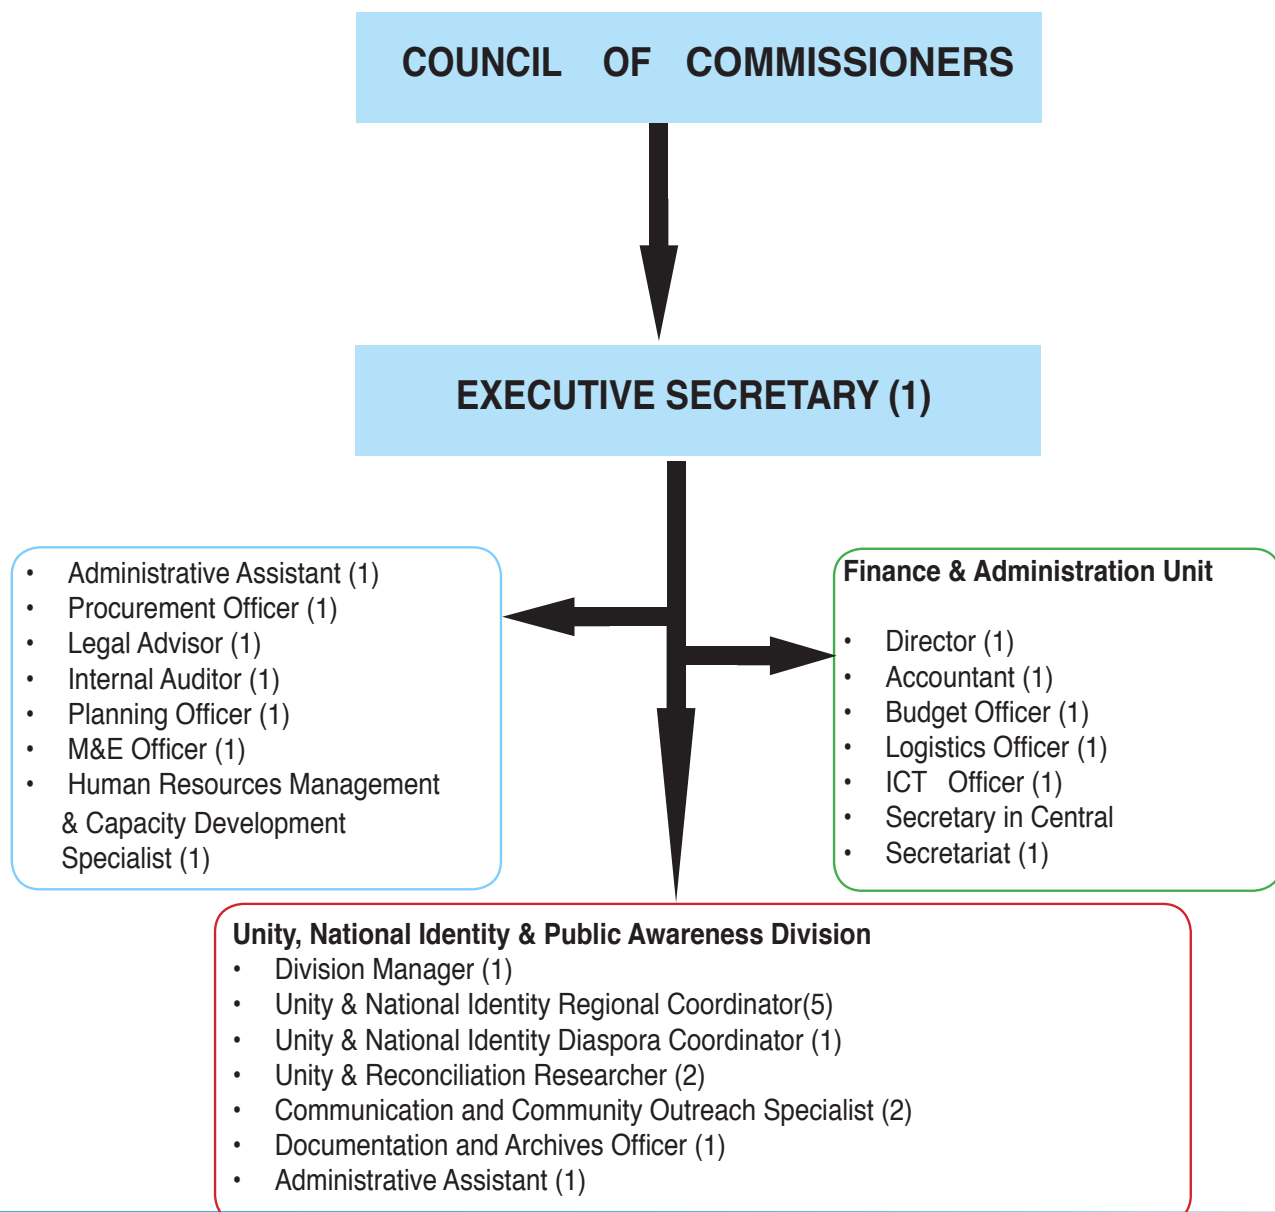 COUNCIL OF COMMISSIONERS
EXECUTIVE SECRETARY (1)
• Administrative Assistant (1)
• Procurement Officer (1)
• Legal Advisor (1)
• Internal Auditor (1)
• Planning Officer (1)
• M&E Officer (1)
• Human Resources Management
& Capacity Development
Specialist (1)
Finance & Administration Unit
• Director (1)
• Accountant (1)
• Budget Officer (1)
• Logistics Officer (1)
• ICT Officer (1)
• Secretary in Central
• Secretariat (1)
Unity, National Identity & Public Awareness Division
• Division Manager (1)
• Unity & National Identity Regional Coordinator(5)
• Unity & National Identity Diaspora Coordinator (1)
• Unity & Reconciliation Researcher (2)
• Communication and Community Outreach Specialist (2)
• Documentation and Archives Officer (1)
• Administrative Assistant (1)